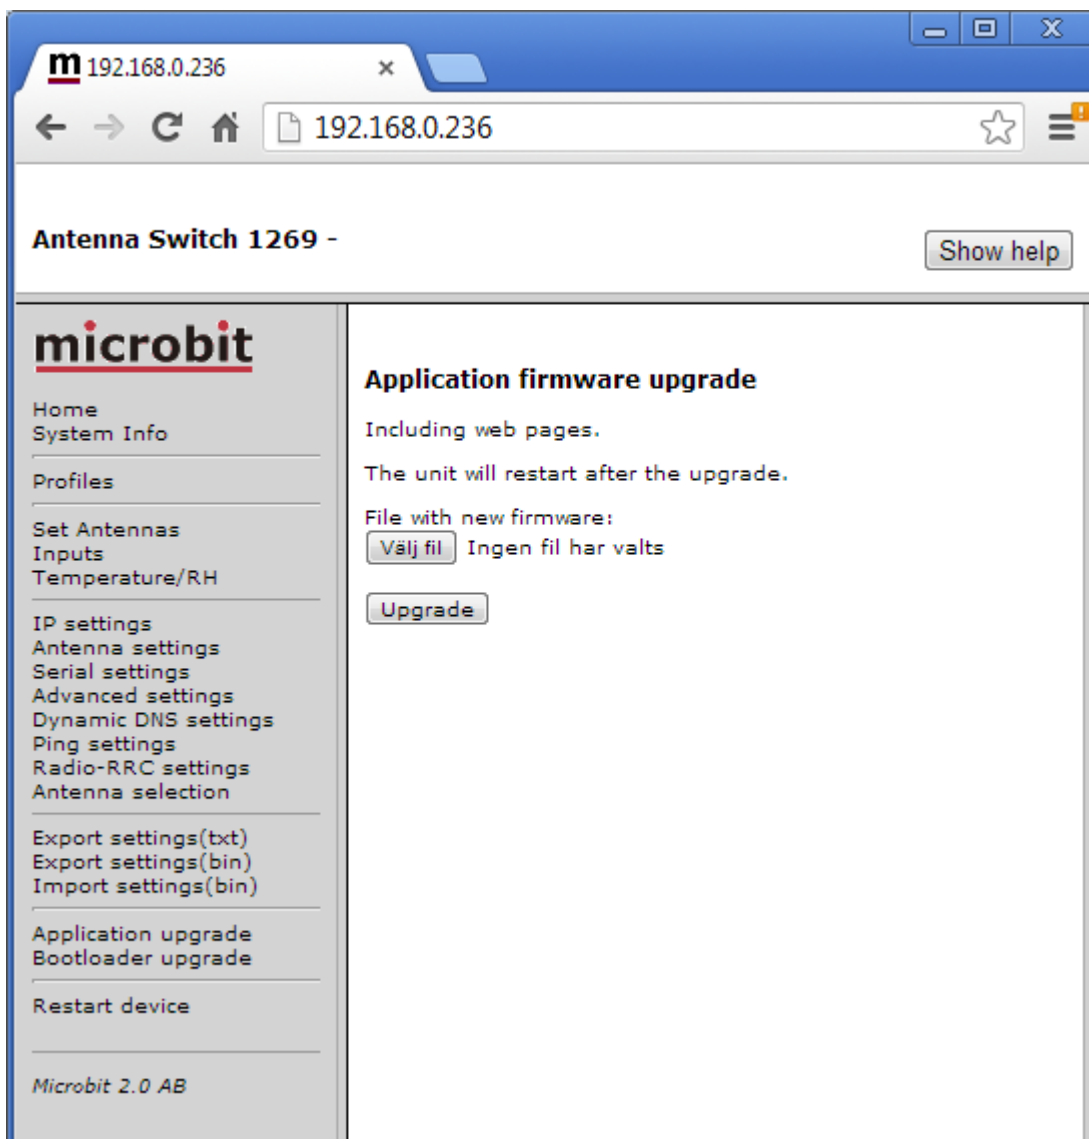 m 192.168.0.236
192.168.0.236
Antenna Switch 1269 -
Show help
microbit
Home
System Info
Profiles
Set Antennas
Inputs
Temperature/RH
IP settings
Antenna settings
Serial settings
Advanced settings
Dynamic DNS settings
Ping settings
Radio-RRC settings
Antenna selection
Export settings(txt)
Export settings(bin)
Import settings(bin)
Application upgrade
Bootloader upgrade
Restart device
Microbit 2.0 AB
Application firmware upgrade
Including web pages.
The unit will restart after the upgrade.
File with new firmware:
Välj fil Ingen fil har valts
Upgrade